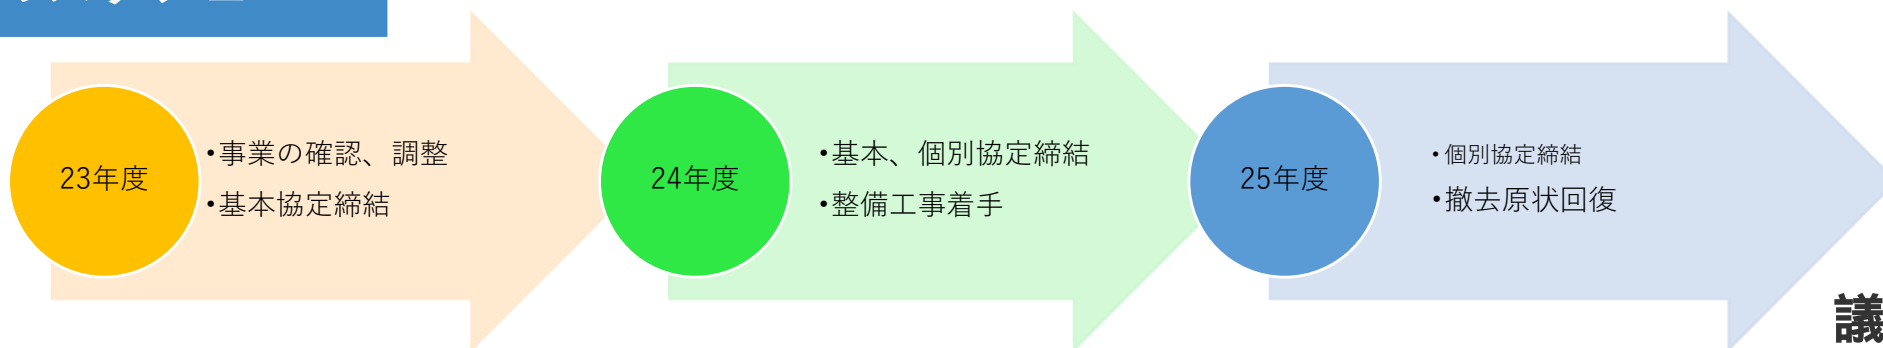 23年度
•事業の確認、調整
•基本協定締結
24年度
•基本、個別協定締結
•整備工事着手
25年度
•個別協定締結
•撤去原状回復
議